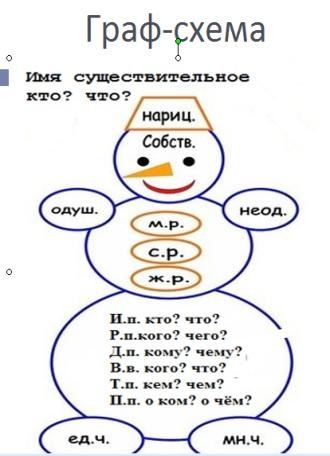 Граф-схема
Имя существительное
кто? что?
нариц.
Собств.
одуш.
неод.
м.р.
с.р.
ж.р.
И.п. кто? что?
Р.п.кого? чего?
Д.п. кому? чему?
В.в. кого? что?
Т.п. кем? чем?
П.п. о ком? о чём?
ед.ч.
мн.ч.